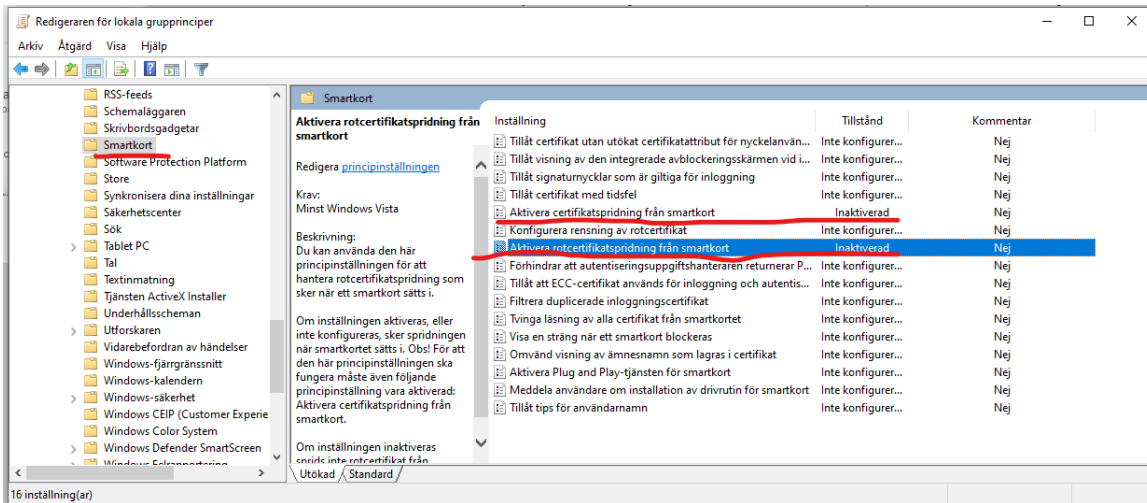 Redigeraren för lokala grupprinciper
Arkiv Åtgärd Visa Hjälp
RSS-feeds
Schemaläggaren
Skrivbordsgadgetar
Smartkort
Software Protection Platform
Store
Synkronisera dina inställningar
Säkerhetscenter
Sök
Tablet PC
Tal
Textinmatning
Tjänsten ActiveX Installer
Underhållsscheman
Utforskaren
Vidarebefordran av händelser
Windows-fjärrgränssnitt
Windows-kalendern
Windows-säkerhet
Windows CEIP (Customer Experie
Windows Color System
Windows Defender SmartScreen
Windows Felrapportering
Smartkort
Aktivera rotcertifikatspridning från
smartkort
Redigera principinställningen
Krav:
Minst Windows Vista
Beskrivning:
Du kan använda den här
principinställningen för att
hantera rotcertifikatspridning som
sker när ett smartkort sätts i.
Om inställningen aktiveras, eller
inte konfigureras, sker spridningen
när smartkortet sätts i. Obs! För att
den här principinställningen ska
fungera måste även följande
principinställning vara aktiverad:
Aktivera certifikatspridning från
smartkort.
Om inställningen inaktiveras
sprids inte rotcertifikat från
Inställning Tillstånd Kommentar
Tillåt certifikat utan utökat certifikatattribut för nyckelanvän... Inte konfigurer... Nej
Tillåt visning av den integrerade avblockeringsskärmen vid i... Inte konfigurer... Nej
Tillåt signaturnycklar som är giltiga för inloggning Inte konfigurer... Nej
Tillåt certifikat med tidsfel Inte konfigurer... Nej
Aktivera certifikatspridning från smartkort Inaktiverad Nej
Konfigurera rensning av rotcertifikat Inte konfigurer... Nej
Aktivera rotcertifikatspridning från smartkort Inaktiverad Nej
Förhindrar att autentiseringsuppgiftshanteraren returnerar P... Inte konfigurer... Nej
Tillåt att ECC-certifikat används för inloggning och autentis... Inte konfigurer... Nej
Filtrera duplicerade inloggningscertifikat Inte konfigurer... Nej
Tvinga läsning av alla certifikat från smartkortet Inte konfigurer... Nej
Visa en sträng när ett smartkort blockeras Inte konfigurer... Nej
Omvänd visning av ämnesnamn som lagras i certifikat Inte konfigurer... Nej
Aktivera Plug and Play-tjänsten för smartkort Inte konfigurer... Nej
Meddela användare om installation av drivrutin för smartkort Inte konfigurer... Nej
Tillåt tips för användarnamn Inte konfigurer... Nej
Utökad Standard
16 inställning(ar)